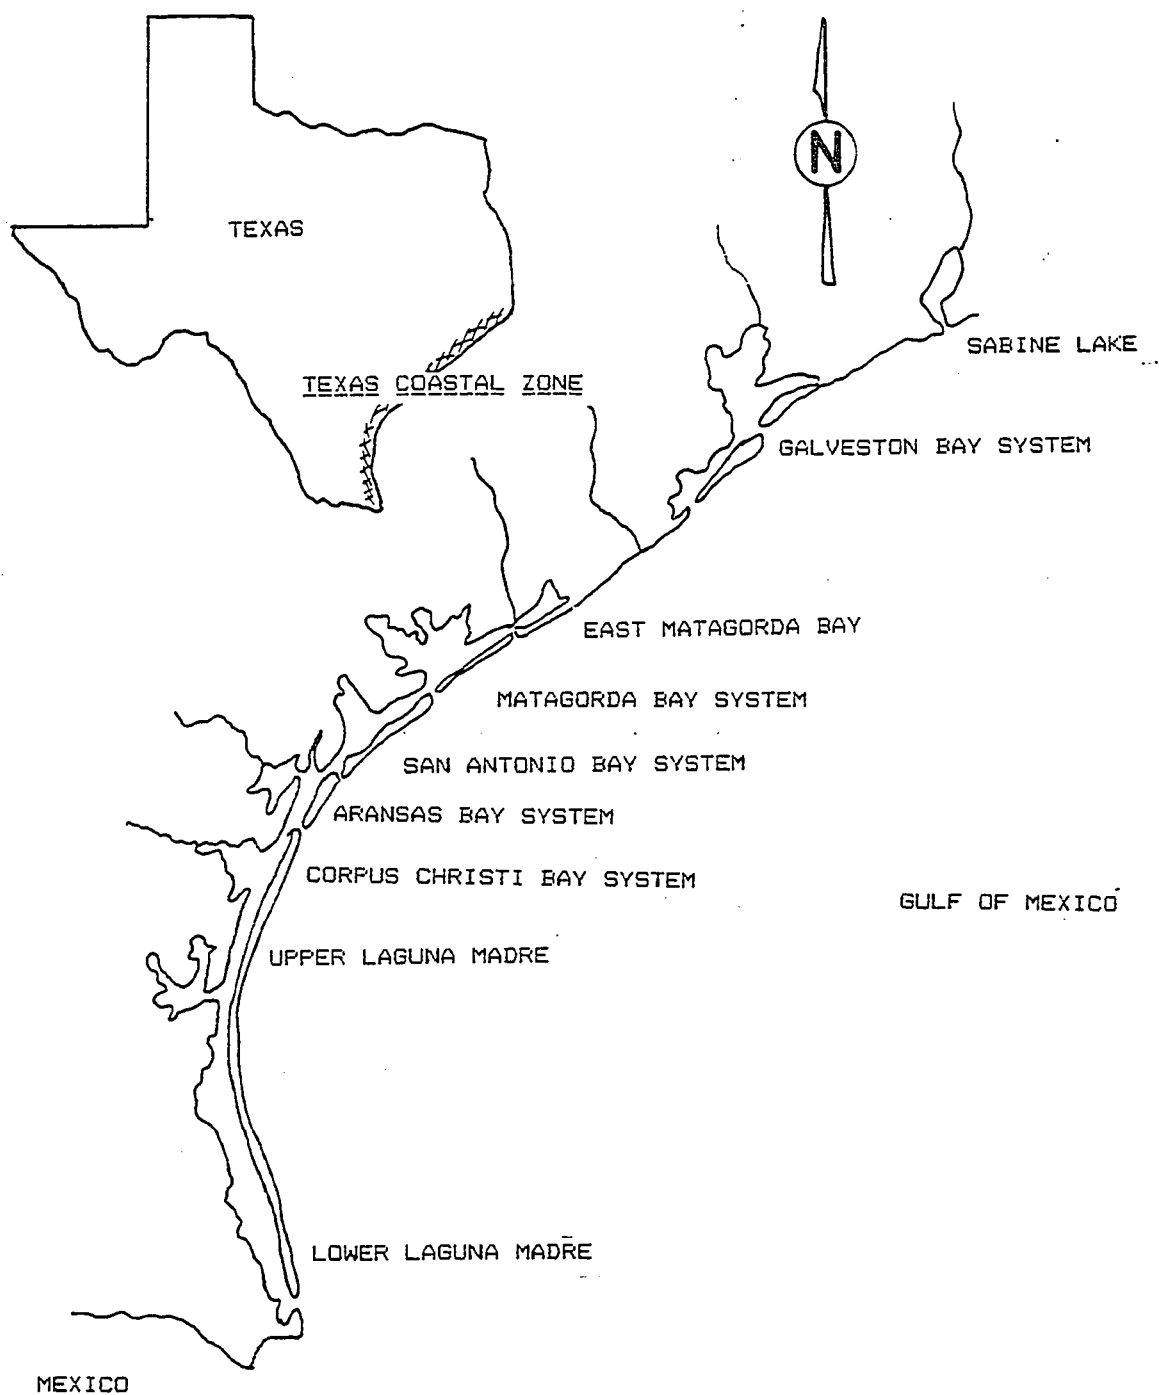 N
TEXAS
SABINE LAKE
TEXAS COASTAL ZONE
GALVESTON BAY SYSTEM
EAST MATAGORDA BAY
MATAGORDA BAY SYSTEM
SAN ANTONIO BAY SYSTEM
ARANSAS BAY SYSTEM
CORPUS CHRISTI BAY SYSTEM
GULF OF MEXICO
UPPER LAGUNA MADRE
LOWER LAGUNA MADRE
MEXICO